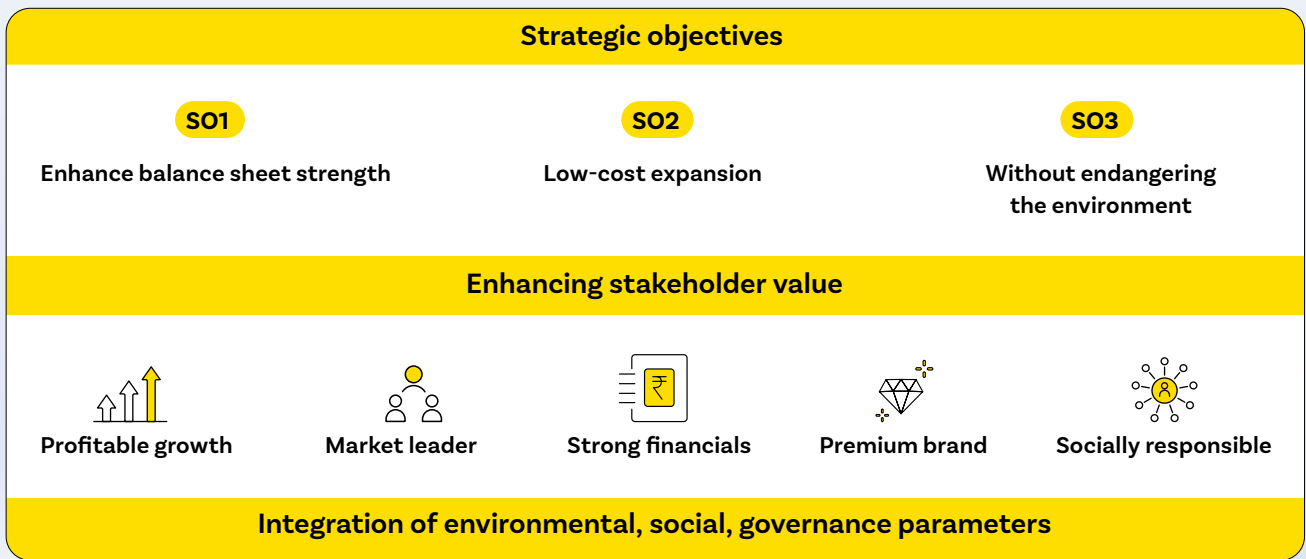 Strategic objectives
SO1
SO2
SO3
Enhance balance sheet strength
Low-cost expansion
Without endangering
the environment
Enhancing stakeholder value
₹
Profitable growth
Market leader
Strong financials
Premium brand
Socially responsible
Integration of environmental, social, governance parameters